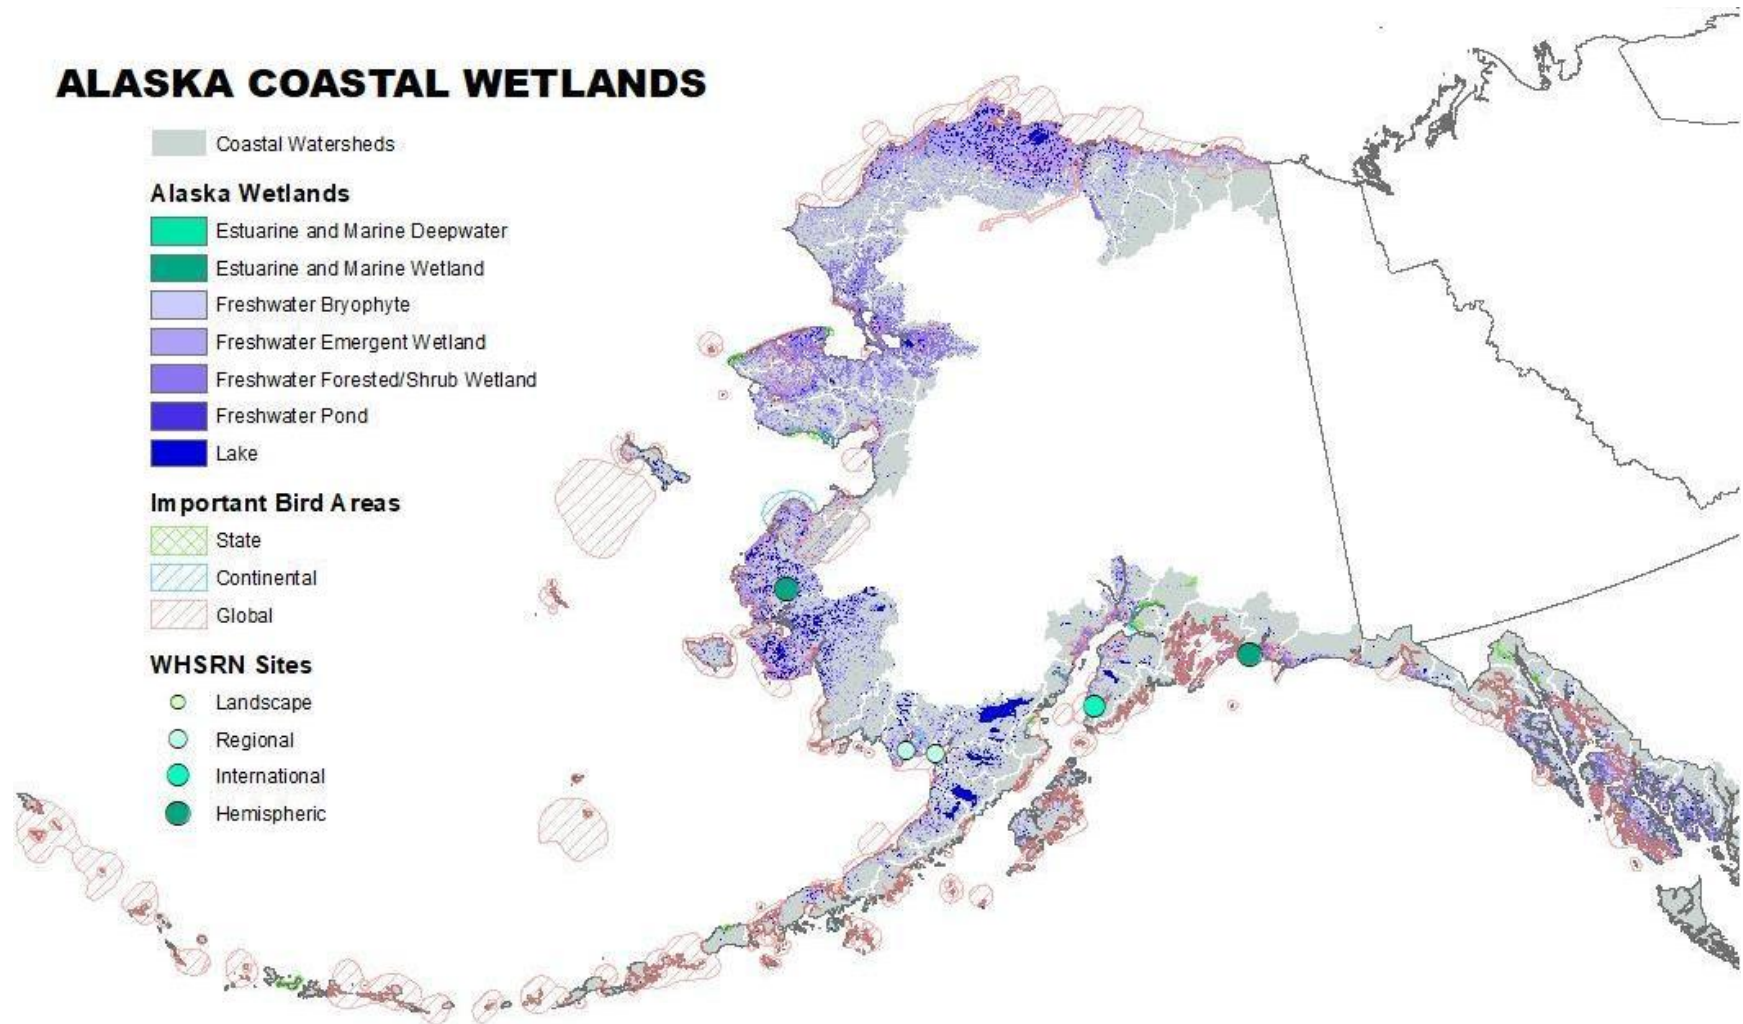 ALASKA COASTAL WETLANDS
Coastal Watersheds
Alaska Wetlands
Estuarine and Marine Deepwater
Estuarine and Marine Wetland
Freshwater Bryophyte
Freshwater Emergent Wetland
Freshwater Forested/Shrub Wetland
Freshwater Pond
Lake
Important Bird Areas
State
Continental
Global
WHSRN Sites
Landscape
Regional
International
Hemispheric